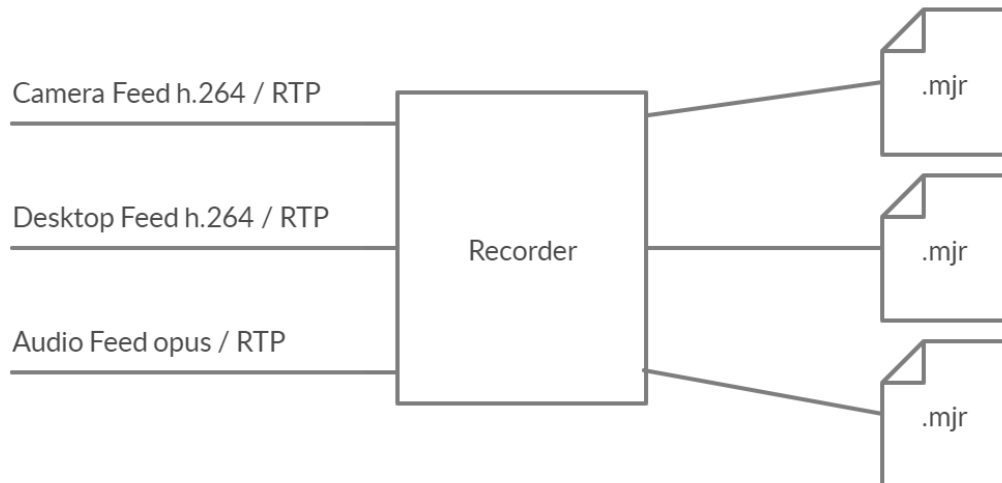 Camera Feed h.264 / RTP
Desktop Feed h.264 / RTP
Audio Feed opus / RTP
Recorder
.mjr
.mjr
.mjr